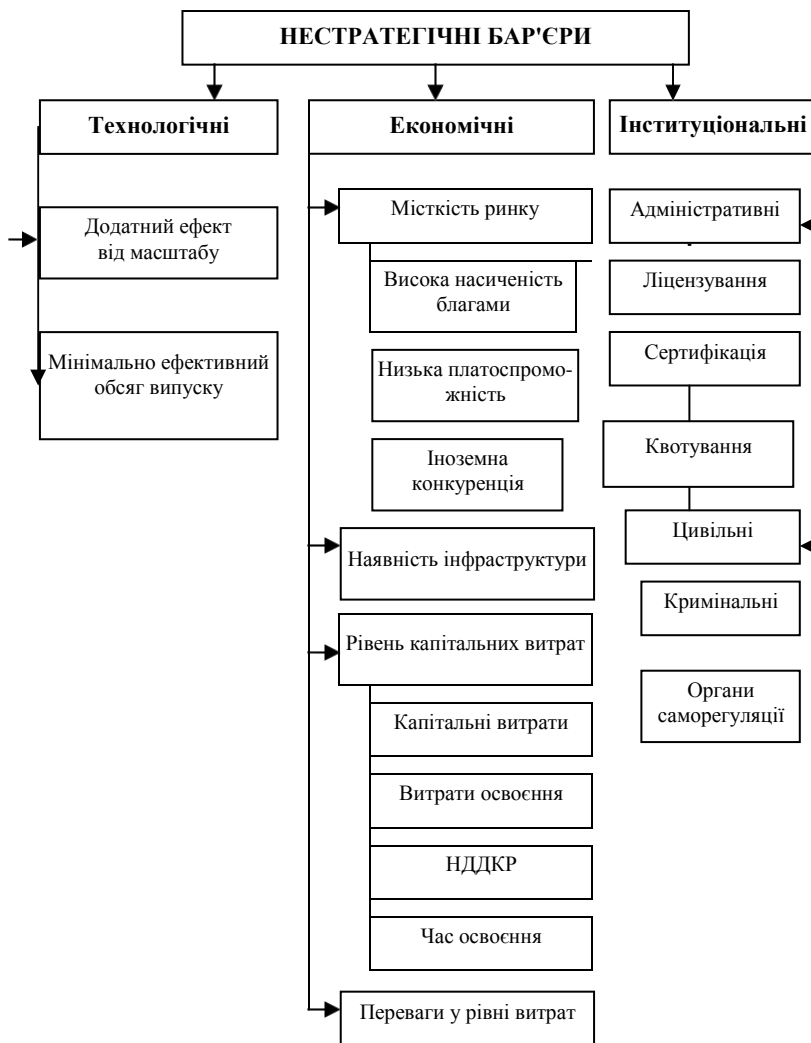 НЕСТРАТЕГІЧНІ БАР'ЄРИ
Технологічні
Додатний ефект
від масштабу
Мінімально ефективний
обсяг випуску
Економічні
Місткість ринку
Висока насиченість
благами
Низька платоспромо-
жність
Іноземна
конкуренція
Наявність інфраструктури
Рівень капітальних витрат
Капітальні витрати
Витрати освоєння
НДДКР
Час освоєння
Переваги у рівні витрат
Інституціональні
Адміністративні
Ліцензування
Сертифікація
Квотування
Цивільні
Кримінальні
Органи
саморегуляції